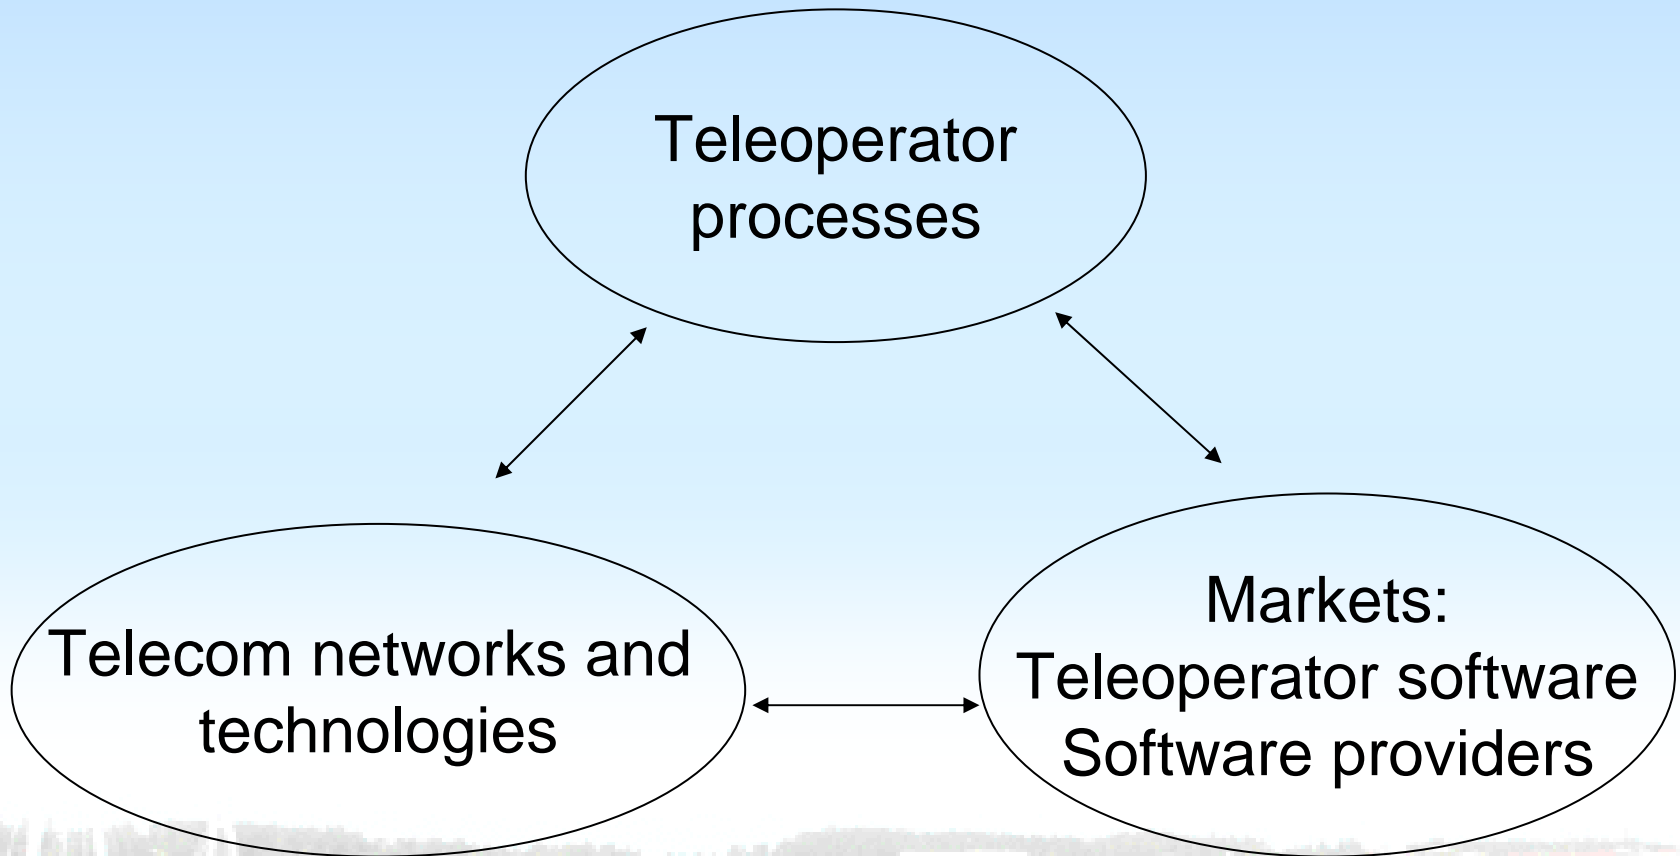 Teleoperator
processes
Telecom networks and
technologies
Markets:
Teleoperator software
Software providers